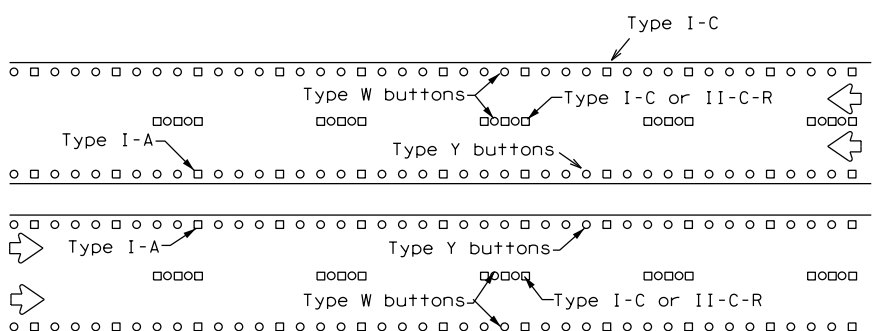 Type I-C
Type W buttons
Type I-C or II-C-R
Type I-A
Type Y buttons
Type I-A
Type Y buttons
Type W buttons
Type I-C or II-C-R